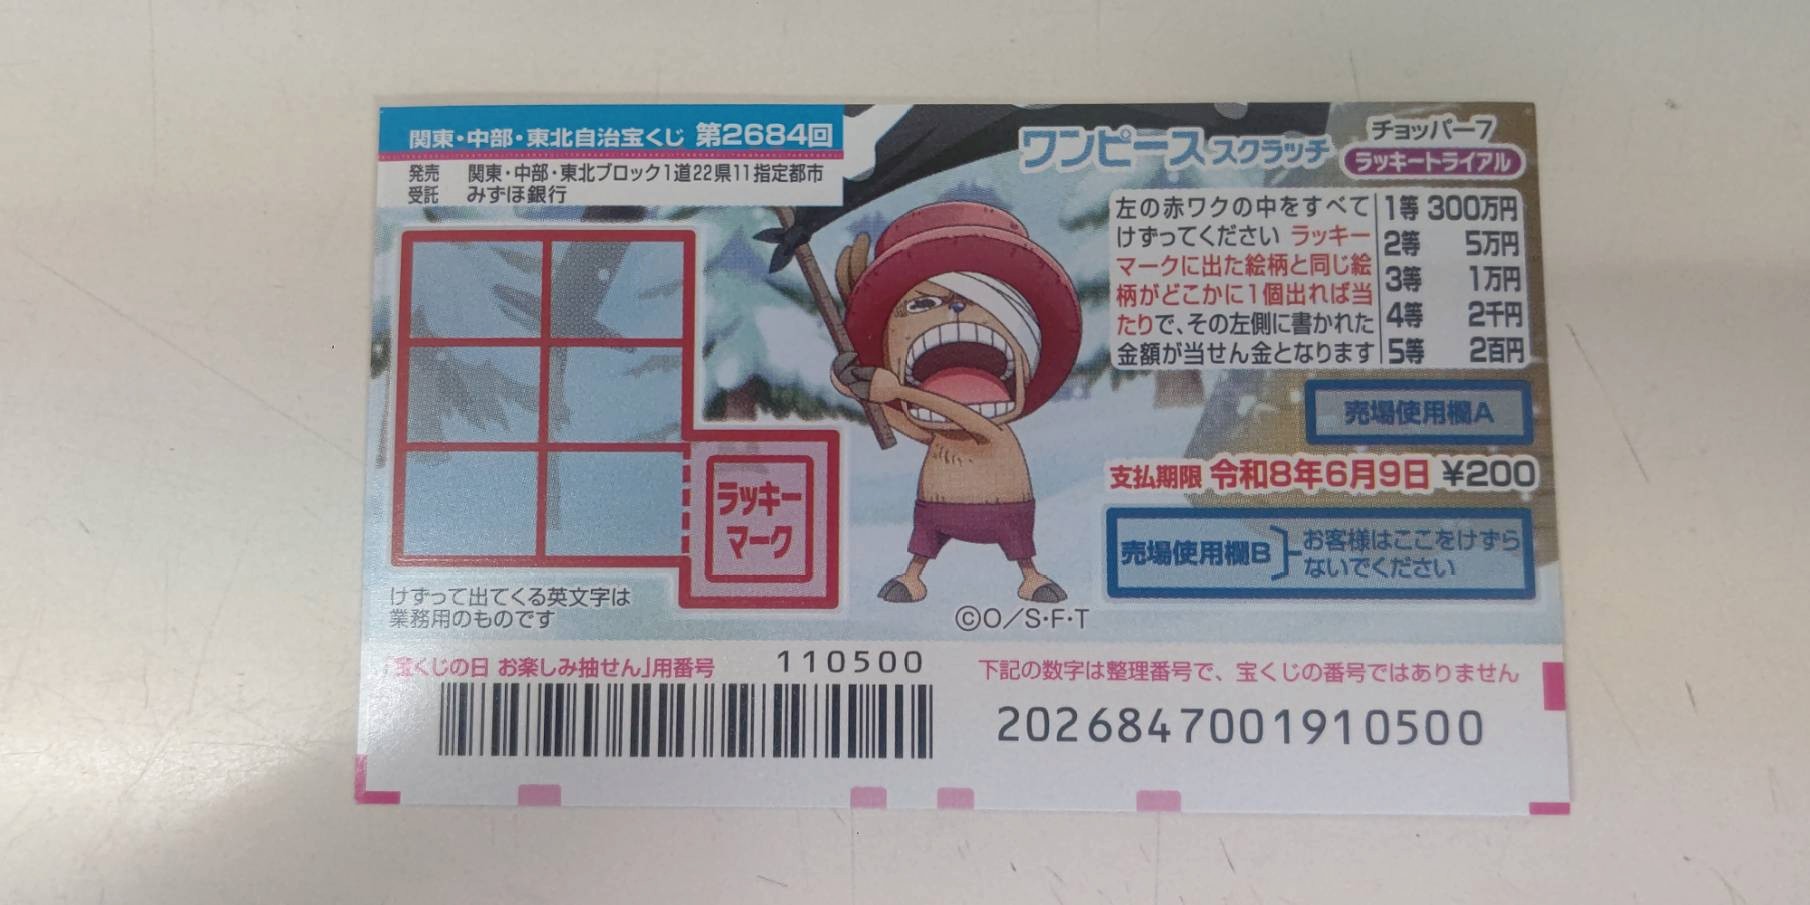 関東・中部・東北自治宝くじ 第2684回
発売 関東・中部・東北ブロック1道22県11指定都市
受託 みずほ銀行
ワンピース スクラッチ
チョッパー7
ラッキートライアル
左の赤ワクの中をすべて
けずってください ラッキー
マークに出た絵柄と同じ絵
柄がどこかに1個出れば当
たりで、その左側に書かれた
金額が当せん金となります
1等 300万円
2等 5万円
3等 1万円
4等 2千円
5等 2百円
売場使用欄A
支払期限 令和8年6月9日 ¥200
売場使用欄B
お客様はここをけずら
ないでください
ラッキー
マーク
けずって出てくる英文字は
業務用のものです
©O/S・F・T
「宝くじの日 お楽しみ抽せん」用番号 110500
下記の数字は整理番号で、宝くじの番号ではありません
2026847001910500